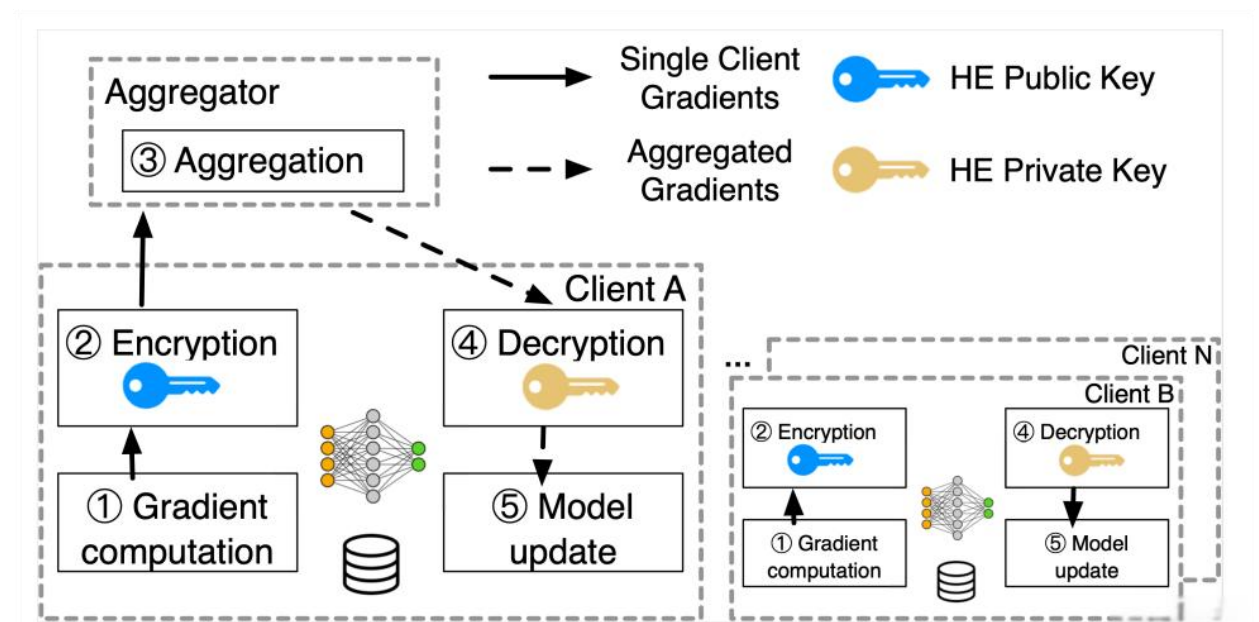 Aggregator
③ Aggregation
Single Client
Gradients
HE Public Key
Aggregated
Gradients
HE Private Key
Client A
② Encryption
④ Decryption
① Gradient
computation
⑤ Model
update
...
Client N
Client B
② Encryption
④ Decryption
① Gradient
computation
⑤ Model
update